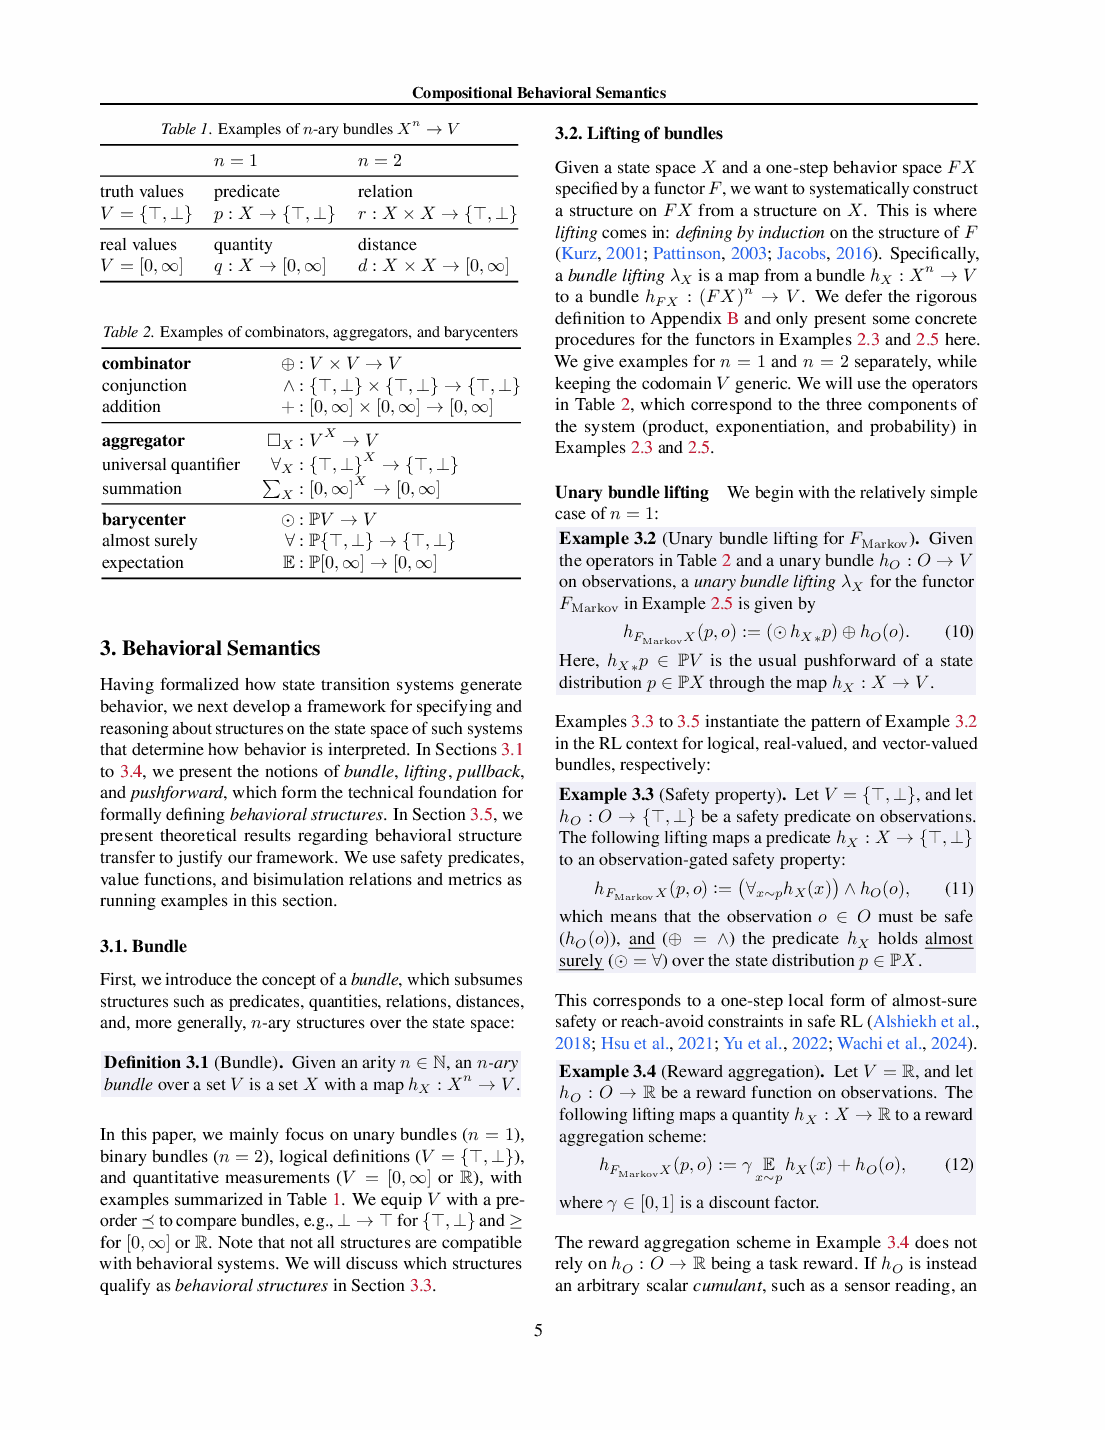 Compositional Behavioral Semantics
Table 1. Examples of n-ary bundles Xⁿ → V
n = 1 n = 2
truth values predicate relation
V = {⊤, ⊥} p : X → {⊤, ⊥} r : X × X → {⊤, ⊥}
real values quantity distance
V = [0, ∞] q : X → [0, ∞] d : X × X → [0, ∞]
Table 2. Examples of combinators, aggregators, and barycenters
combinator ⊕ : V × V → V
conjunction ∧ : {⊤, ⊥} × {⊤, ⊥} → {⊤, ⊥}
addition + : [0, ∞] × [0, ∞] → [0, ∞]
aggregator □_X : V^X → V
universal quantifier ∀_X : {⊤, ⊥}^X → {⊤, ⊥}
summation ∑_X : [0, ∞]^X → [0, ∞]
barycenter ⊙ : ℙV → V
almost surely ∀ : ℙ{⊤, ⊥} → {⊤, ⊥}
expectation 𝔼 : ℙ[0, ∞] → [0, ∞]
3. Behavioral Semantics
Having formalized how state transition systems generate
behavior, we next develop a framework for specifying and
reasoning about structures on the state space of such systems
that determine how behavior is interpreted. In Sections 3.1
to 3.4, we present the notions of bundle, lifting, pullback,
and pushforward, which form the technical foundation for
formally defining behavioral structures. In Section 3.5, we
present theoretical results regarding behavioral structure
transfer to justify our framework. We use safety predicates,
value functions, and bisimulation relations and metrics as
running examples in this section.
3.1. Bundle
First, we introduce the concept of a bundle, which subsumes
structures such as predicates, quantities, relations, distances,
and, more generally, n-ary structures over the state space:
Definition 3.1 (Bundle). Given an arity n ∈ ℕ, an n-ary
bundle over a set V is a set X with a map h_X : Xⁿ → V.
In this paper, we mainly focus on unary bundles (n = 1),
binary bundles (n = 2), logical definitions (V = {⊤, ⊥}),
and quantitative measurements (V = [0, ∞] or ℝ), with
examples summarized in Table 1. We equip V with a pre-
order ⪯ to compare bundles, e.g., ⊥ → ⊤ for {⊤, ⊥} and ≥
for [0, ∞] or ℝ. Note that not all structures are compatible
with behavioral systems. We will discuss which structures
qualify as behavioral structures in Section 3.3.
3.2. Lifting of bundles
Given a state space X and a one-step behavior space FX
specified by a functor F, we want to systematically construct
a structure on FX from a structure on X. This is where
lifting comes in: defining by induction on the structure of F
(Kurz, 2001; Pattinson, 2003; Jacobs, 2016). Specifically,
a bundle lifting λ_X is a map from a bundle h_X : Xⁿ → V
to a bundle h_{FX} : (FX)ⁿ → V. We defer the rigorous
definition to Appendix B and only present some concrete
procedures for the functors in Examples 2.3 and 2.5 here.
We give examples for n = 1 and n = 2 separately, while
keeping the codomain V generic. We will use the operators
in Table 2, which correspond to the three components of
the system (product, exponentiation, and probability) in
Examples 2.3 and 2.5.
Unary bundle lifting We begin with the relatively simple
case of n = 1:
Example 3.2 (Unary bundle lifting for F_Markov). Given
the operators in Table 2 and a unary bundle h_O : O → V
on observations, a unary bundle lifting λ_X for the functor
F_Markov in Example 2.5 is given by
h_{F_Markov X}(p, o) := (⊙ h_{X*}p) ⊕ h_O(o). (10)
Here, h_{X*}p ∈ ℙV is the usual pushforward of a state
distribution p ∈ ℙX through the map h_X : X → V.
Examples 3.3 to 3.5 instantiate the pattern of Example 3.2
in the RL context for logical, real-valued, and vector-valued
bundles, respectively:
Example 3.3 (Safety property). Let V = {⊤, ⊥}, and let
h_O : O → {⊤, ⊥} be a safety predicate on observations.
The following lifting maps a predicate h_X : X → {⊤, ⊥}
to an observation-gated safety property:
h_{F_Markov X}(p, o) := (∀_{x∼p} h_X(x)) ∧ h_O(o), (11)
which means that the observation o ∈ O must be safe
(h_O(o)), and (⊕ = ∧) the predicate h_X holds almost
surely (⊙ = ∀) over the state distribution p ∈ ℙX.
This corresponds to a one-step local form of almost-sure
safety or reach-avoid constraints in safe RL (Alshiekh et al.,
2018; Hsu et al., 2021; Yu et al., 2022; Wachi et al., 2024).
Example 3.4 (Reward aggregation). Let V = ℝ, and let
h_O : O → ℝ be a reward function on observations. The
following lifting maps a quantity h_X : X → ℝ to a reward
aggregation scheme:
h_{F_Markov X}(p, o) := γ 𝔼_{x∼p} h_X(x) + h_O(o), (12)
where γ ∈ [0, 1] is a discount factor.
The reward aggregation scheme in Example 3.4 does not
rely on h_O : O → ℝ being a task reward. If h_O is instead
an arbitrary scalar cumulant, such as a sensor reading, an
5